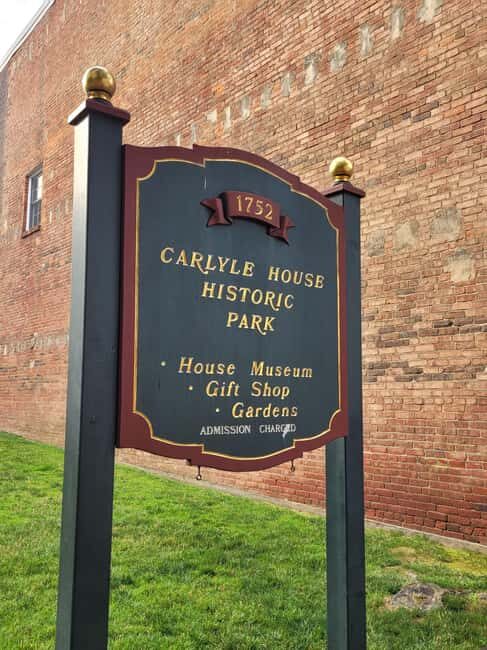 1752
CARLYLE HOUSE
HISTORIC
PARK
· House Museum
· Gift Shop
· Gardens
ADMISSION CHARGED